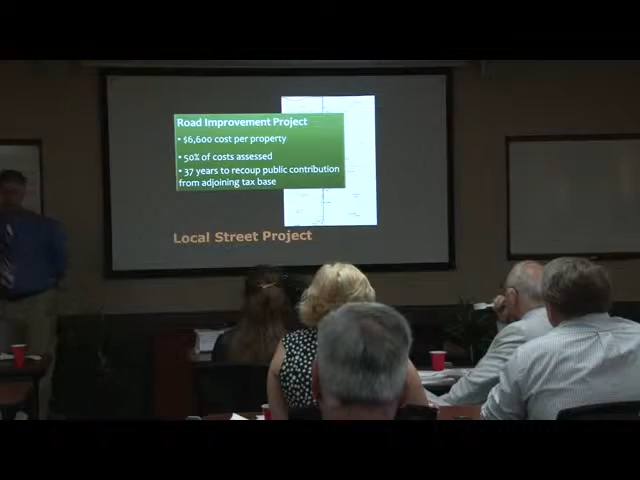 Road Improvement Project
• $6,600 cost per property
• 50% of costs assessed
• 37 years to recoup public contribution
from adjoining tax base
Local Street Project